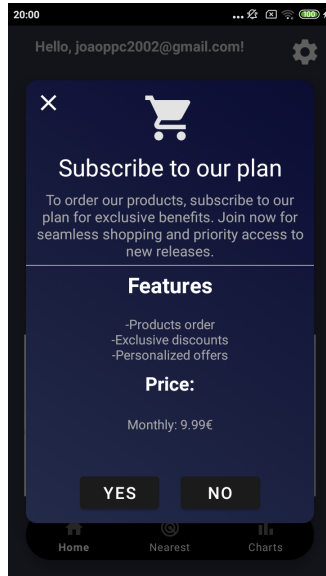 20:00
100
Hello, joaoppc2002@gmail.com!
Subscribe to our plan
To order our products, subscribe to our
plan for exclusive benefits. Join now for
seamless shopping and priority access to
new releases.
Features
-Products order
-Exclusive discounts
-Personalized offers
Price:
Monthly: 9.99€
YES NO
Home Nearest Charts